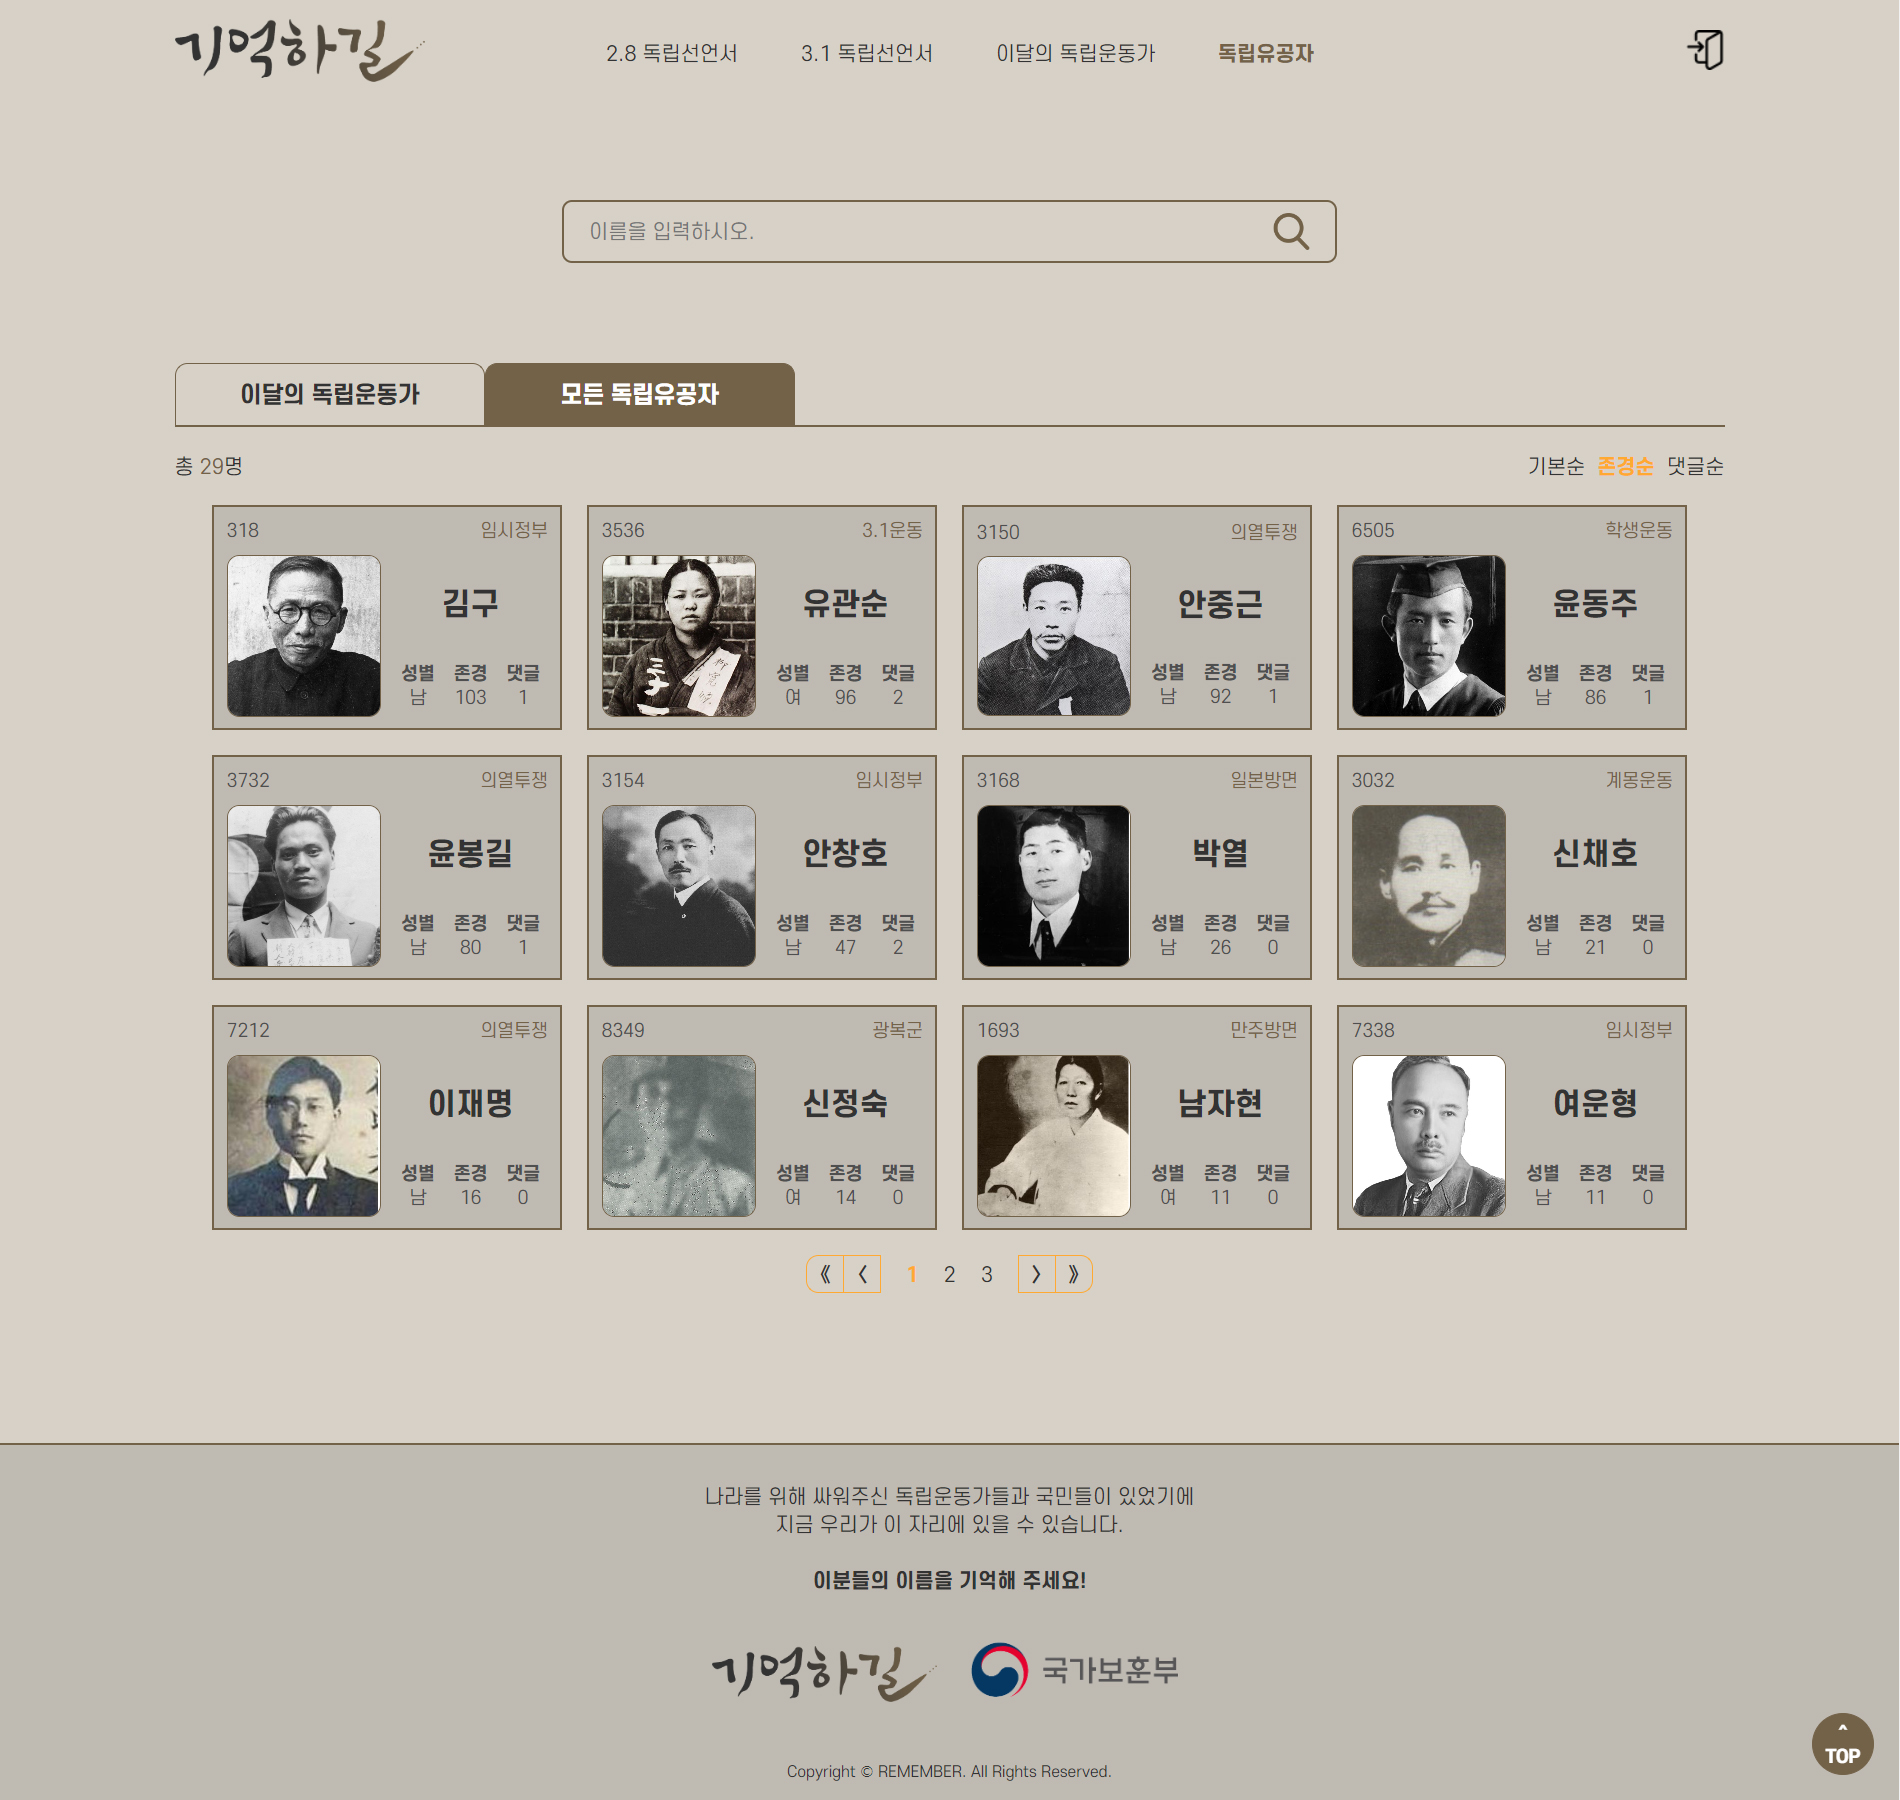 기억하길
2.8 독립선언서 3.1 독립선언서 이달의 독립운동가 독립유공자
이름을 입력하시오.
이달의 독립운동가 모든 독립유공자
총 29명
기본순 존경순 댓글순
318 임시정부
김구
성별 존경 댓글
남 103 1
3536 3.1운동
유관순
성별 존경 댓글
여 96 2
3150 의열투쟁
안중근
성별 존경 댓글
남 92 1
6505 학생운동
윤동주
성별 존경 댓글
남 86 1
3732 의열투쟁
윤봉길
성별 존경 댓글
남 80 1
3154 임시정부
안창호
성별 존경 댓글
남 47 2
3168 일본방면
박열
성별 존경 댓글
남 26 0
3032 계몽운동
신채호
성별 존경 댓글
남 21 0
7212 의열투쟁
이재명
성별 존경 댓글
남 16 0
8349 광복군
신정숙
성별 존경 댓글
여 14 0
1693 만주방면
남자현
성별 존경 댓글
여 11 0
7338 임시정부
여운형
성별 존경 댓글
남 11 0
《 〈 1 2 3 〉 》
나라를 위해 싸워주신 독립운동가들과 국민들이 있었기에
지금 우리가 이 자리에 있을 수 있습니다.
이분들의 이름을 기억해 주세요!
기억하길 국가보훈부
Copyright © REMEMBER. All Rights Reserved.
^
TOP